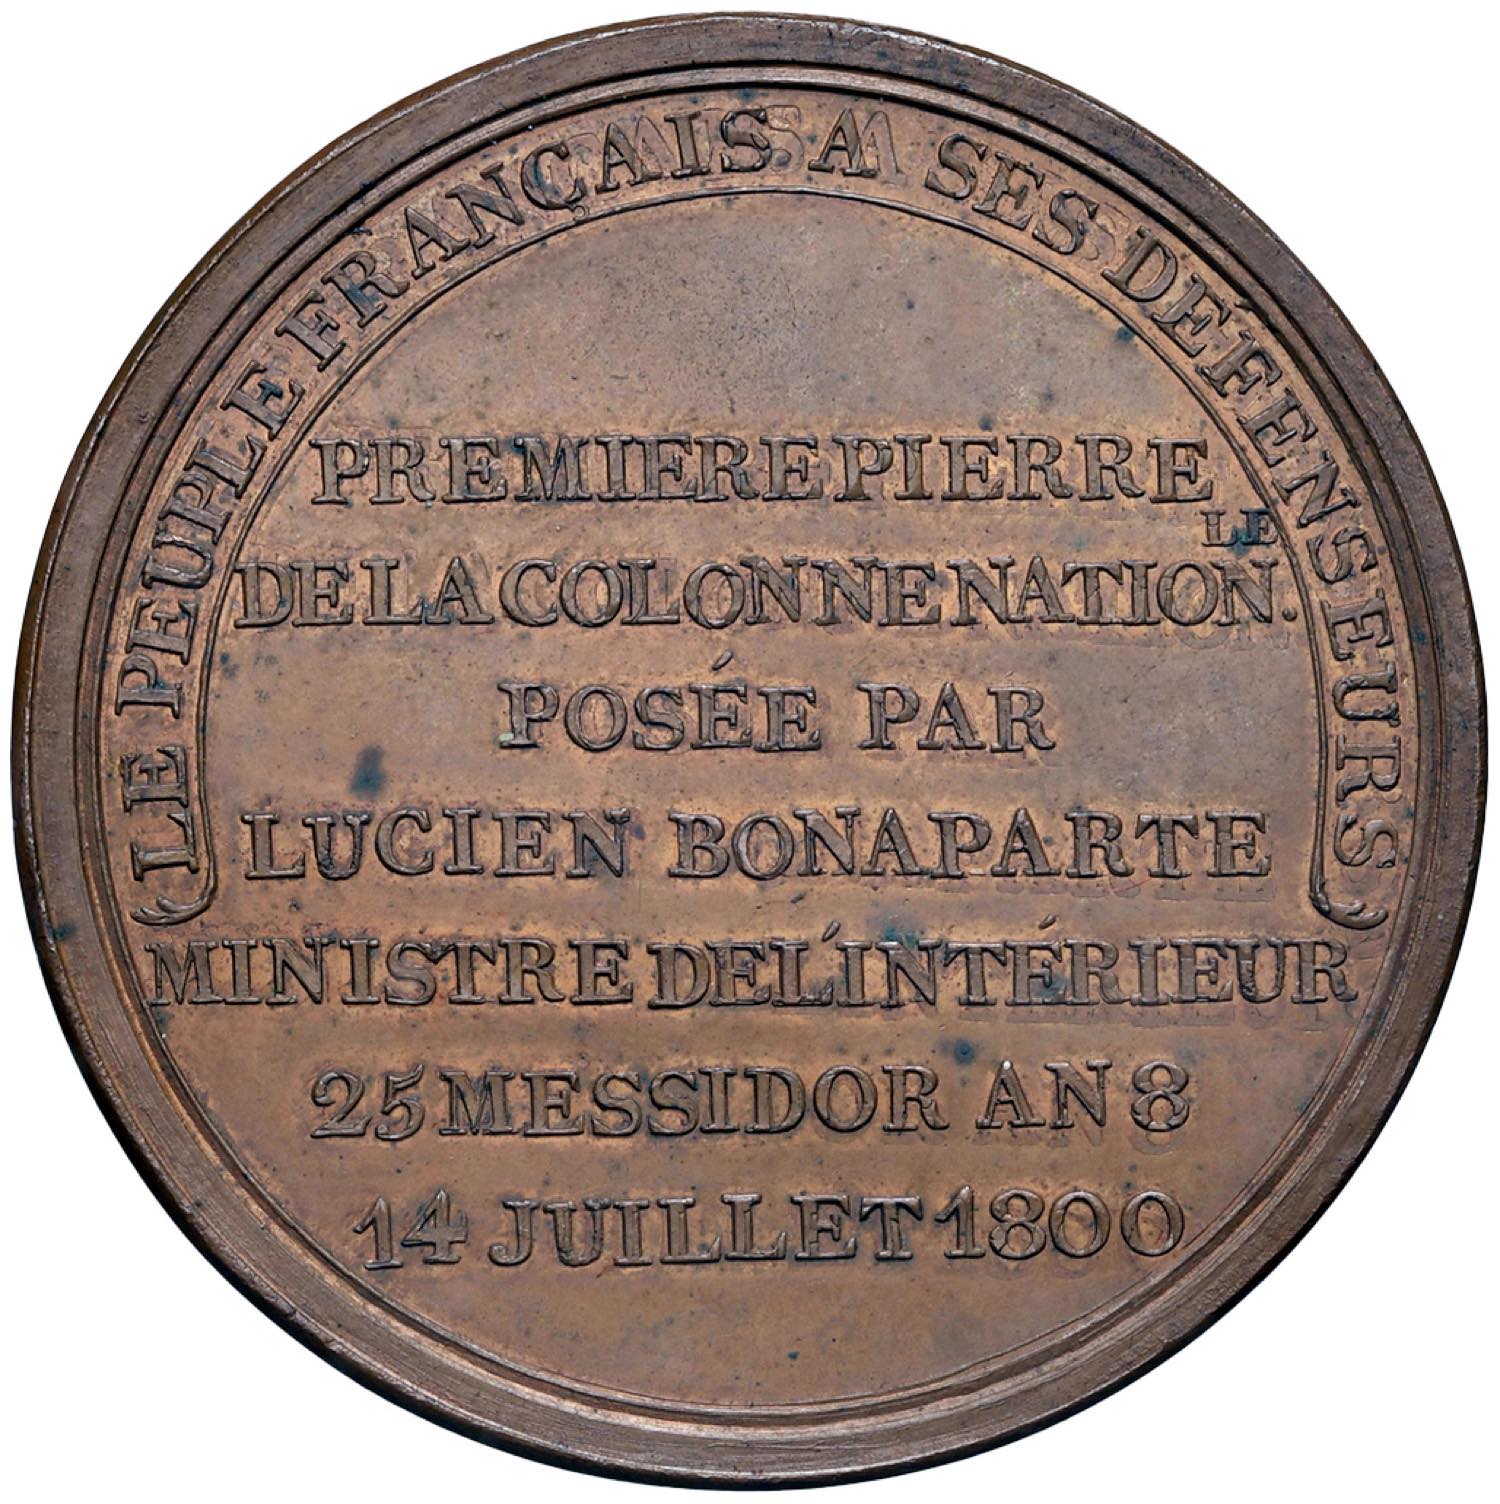 LE PEUPLE FRANÇAIS A SES DÉFENSEURS
PREMIERE PIERRE
DE LA COLONNE NATION.LE
POSÉE PAR
LUCIEN BONAPARTE
MINISTRE DE L'INTÉRIEUR
25 MESSIDOR AN 8
14 JUILLET 1800